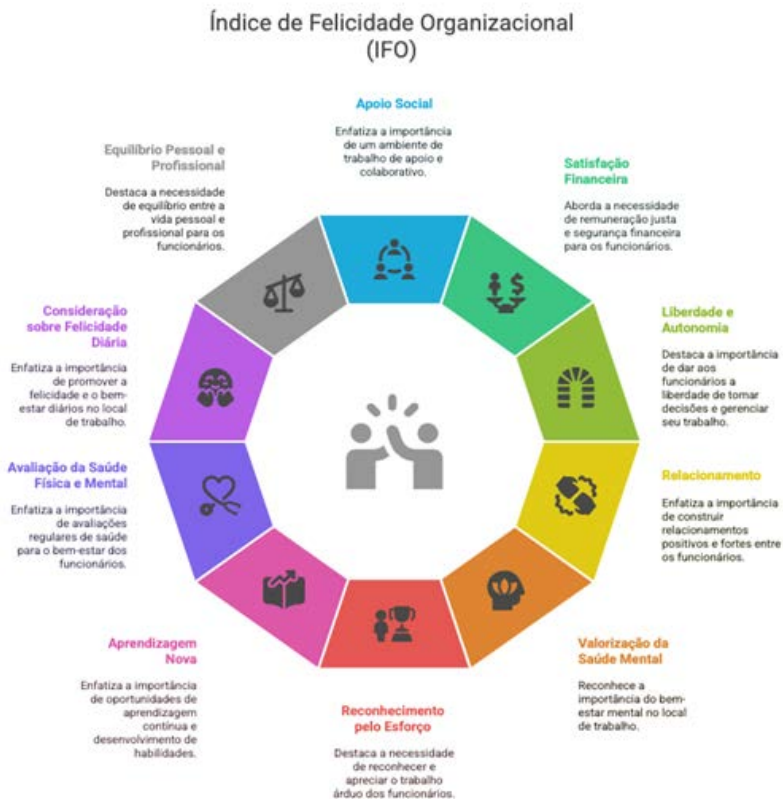 Índice de Felicidade Organizacional
(IFO)
Apoio Social
Enfatiza a importância
de um ambiente de
trabalho de apoio e
colaborativo.
Satisfação
Financeira
Aborda a necessidade
de remuneração justa
e segurança financeira
para os funcionários.
Liberdade e
Autonomia
Destaca a importância
de dar aos
funcionários a
liberdade de tomar
decisões e gerenciar
seu trabalho.
Relacionamento
Enfatiza a importância
de construir
relacionamentos
positivos e fortes entre
os funcionários.
Valorização da
Saúde Mental
Reconhece a
importância do bem-
estar mental no local
de trabalho.
Reconhecimento
pelo Esforço
Destaca a necessidade
de reconhecer e
apreciar o trabalho
árduo dos funcionários.
Aprendizagem
Nova
Enfatiza a importância
de oportunidades de
aprendizagem
contínua e
desenvolvimento de
habilidades.
Avaliação da Saúde
Física e Mental
Enfatiza a importância
de avaliações
regulares de saúde
para o bem-estar dos
funcionários.
Consideração
sobre Felicidade
Diária
Enfatiza a importância
de promover a
felicidade e o bem-
estar diários no local
de trabalho.
Equilíbrio Pessoal e
Profissional
Destaca a necessidade
de equilíbrio entre a
vida pessoal e
profissional para os
funcionários.